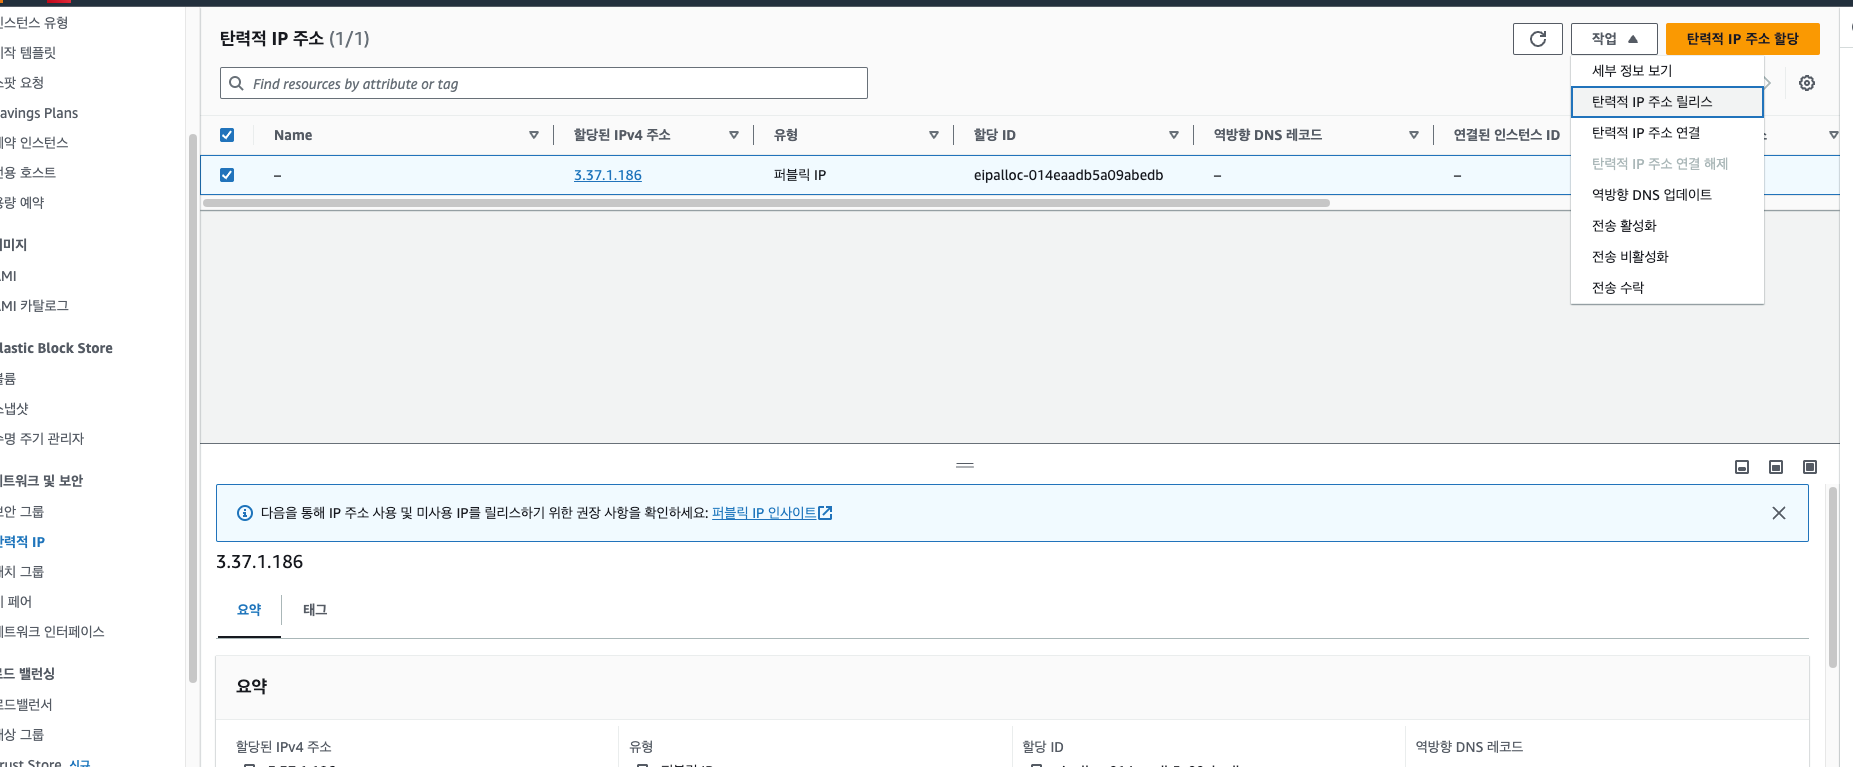 인스턴스 유형
시작 템플릿
스팟 요청
avings Plans
예약 인스턴스
전용 호스트
용량 예약
이미지
AMI
AMI 카탈로그
lastic Block Store
볼륨
스냅샷
수명 주기 관리자
네트워크 및 보안
보안 그룹
탄력적 IP
배치 그룹
키 페어
네트워크 인터페이스
로드 밸런싱
로드밸런서
대상 그룹
rust Store 신규
탄력적 IP 주소 (1/1)
작업
탄력적 IP 주소 할당
Find resources by attribute or tag
세부 정보 보기
탄력적 IP 주소 릴리스
탄력적 IP 주소 연결
탄력적 IP 주소 연결 해제
역방향 DNS 업데이트
전송 활성화
전송 비활성화
전송 수락
Name 할당된 IPv4 주소 유형 할당 ID 역방향 DNS 레코드 연결된 인스턴스 ID
– 3.37.1.186 퍼블릭 IP eipalloc-014eaadb5a09abedb – –
다음을 통해 IP 주소 사용 및 미사용 IP를 릴리스하기 위한 권장 사항을 확인하세요: 퍼블릭 IP 인사이트
3.37.1.186
요약 태그
요약
할당된 IPv4 주소 유형 할당 ID 역방향 DNS 레코드